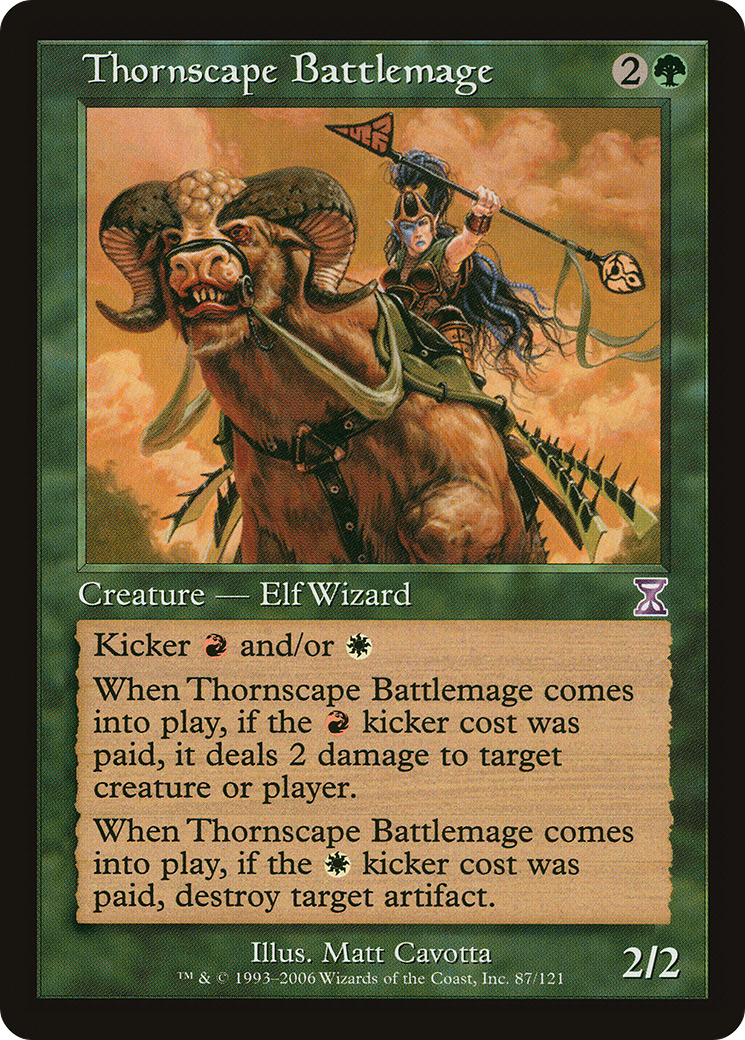 Thornscape Battlemage 2
Creature — Elf Wizard
Kicker and/or
When Thornscape Battlemage comes
into play, if the kicker cost was
paid, it deals 2 damage to target
creature or player.
When Thornscape Battlemage comes
into play, if the kicker cost was
paid, destroy target artifact.
Illus. Matt Cavotta
™ & © 1993–2006 Wizards of the Coast, Inc. 87/121
2/2